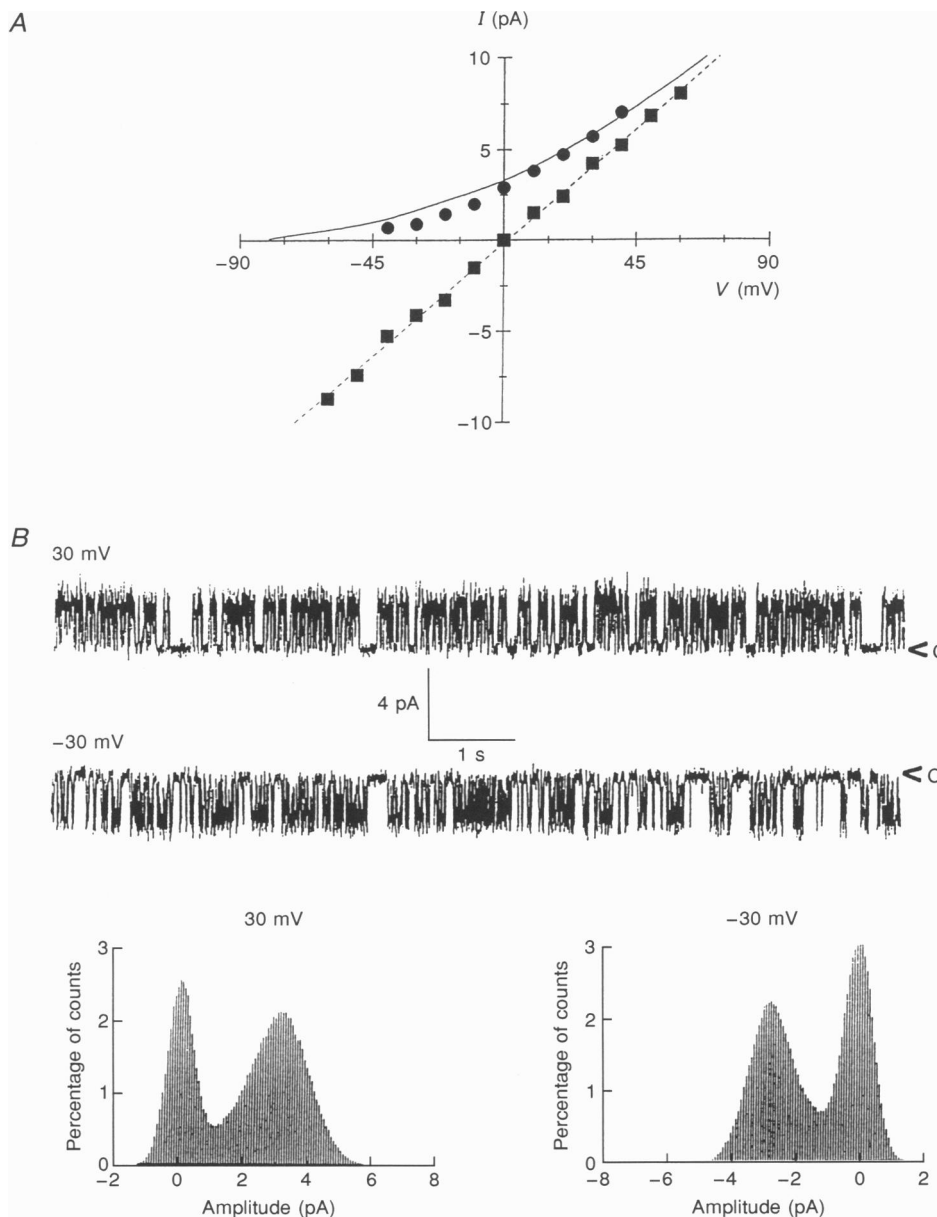 A
I (pA)
10
5
−90
−45
45
90
V (mV)
−5
−10
B
30 mV
< C
4 pA
1 s
−30 mV
< C
30 mV
−30 mV
Percentage of counts
3
2
1
0
−2
0
2
4
6
8
Amplitude (pA)
Percentage of counts
3
2
1
0
−8
−6
−4
−2
0
2
Amplitude (pA)